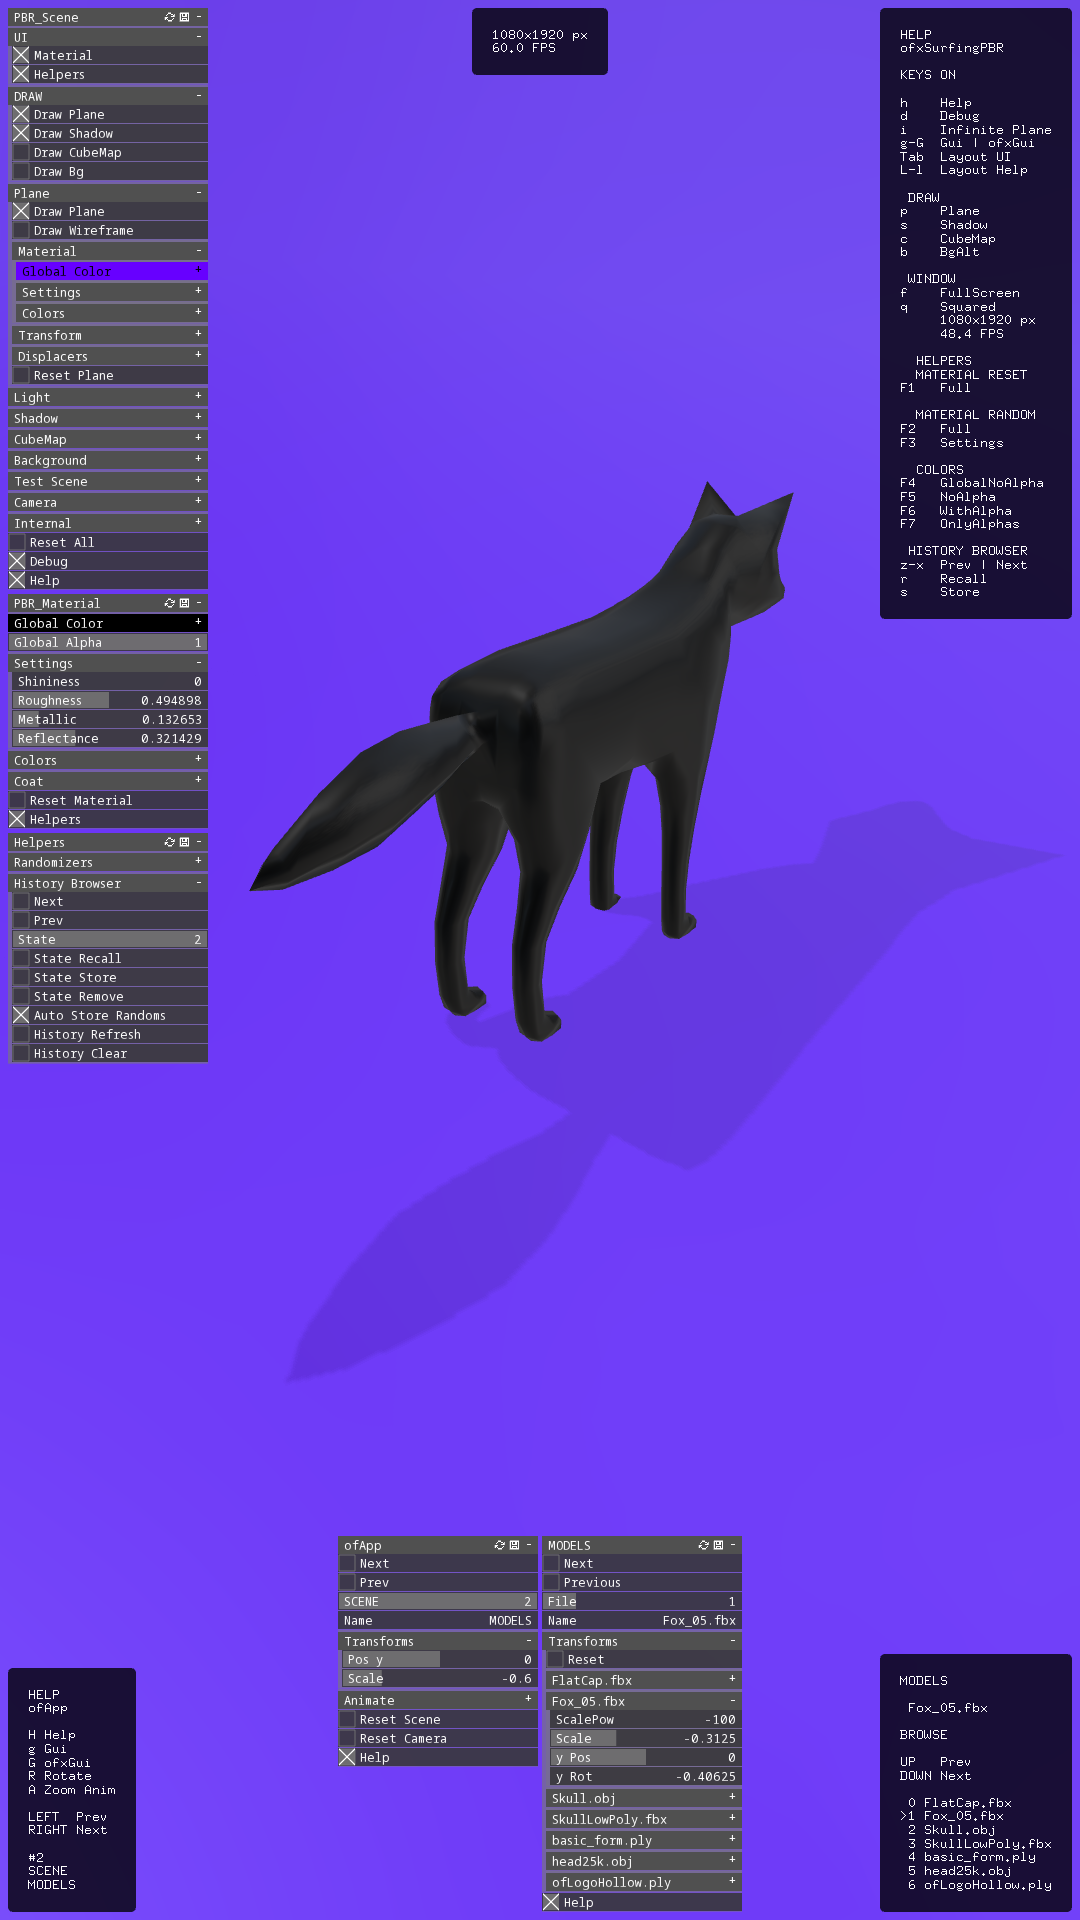 PBR_Scene -
UI -
Material
Helpers
DRAW -
Draw Plane
Draw Shadow
Draw CubeMap
Draw Bg
Plane -
Draw Plane
Draw Wireframe
Material -
Global Color +
Settings +
Colors +
Transform +
Displacers +
Reset Plane
Light +
Shadow +
CubeMap +
Background +
Test Scene +
Camera +
Internal +
Reset All
Debug
Help
PBR_Material -
Global Color +
Global Alpha 1
Settings -
Shininess 0
Roughness 0.494898
Metallic 0.132653
Reflectance 0.321429
Colors +
Coat +
Reset Material
Helpers
Helpers -
Randomizers +
History Browser -
Next
Prev
State 2
State Recall
State Store
State Remove
Auto Store Randoms
History Refresh
History Clear
1080x1920 px
60.0 FPS
HELP
ofxSurfingPBR
KEYS ON
h Help
d Debug
i Infinite Plane
g-G Gui | ofxGui
Tab Layout UI
L-l Layout Help
DRAW
p Plane
s Shadow
c CubeMap
b BgAlt
WINDOW
f FullScreen
q Squared
1080x1920 px
48.4 FPS
HELPERS
MATERIAL RESET
F1 Full
MATERIAL RANDOM
F2 Full
F3 Settings
COLORS
F4 GlobalNoAlpha
F5 NoAlpha
F6 WithAlpha
F7 OnlyAlphas
HISTORY BROWSER
z-x Prev | Next
r Recall
s Store
HELP
ofApp
H Help
g Gui
G ofxGui
R Rotate
A Zoom Anim
LEFT Prev
RIGHT Next
#2
SCENE
MODELS
ofApp -
Next
Prev
SCENE 2
Name MODELS
Transforms -
Pos y 0
Scale -0.6
Animate +
Reset Scene
Reset Camera
Help
MODELS -
Next
Previous
File 1
Name Fox_05.fbx
Transforms -
Reset
FlatCap.fbx +
Fox_05.fbx -
ScalePow -100
Scale -0.3125
y Pos 0
y Rot -0.40625
Skull.obj +
SkullLowPoly.fbx +
basic_form.ply +
head25k.obj +
ofLogoHollow.ply +
Help
MODELS
Fox_05.fbx
BROWSE
UP Prev
DOWN Next
0 FlatCap.fbx
>1 Fox_05.fbx
2 Skull.obj
3 SkullLowPoly.fbx
4 basic_form.ply
5 head25k.obj
6 ofLogoHollow.ply